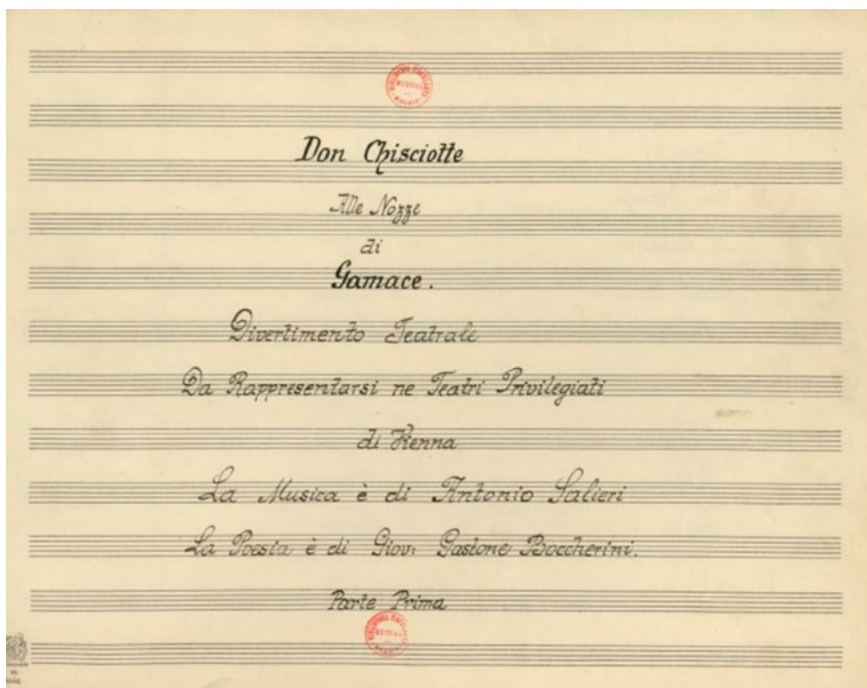 Don Chisciotte
Alle Nozze
di
Gamace.
Divertimento Teatrale
Da Rappresentarsi ne Teatri Privilegiati
di Vienna
La Musica è di Antonio Salieri
La Poesia è di Giov: Gastone Boccherini.
Parte Prima